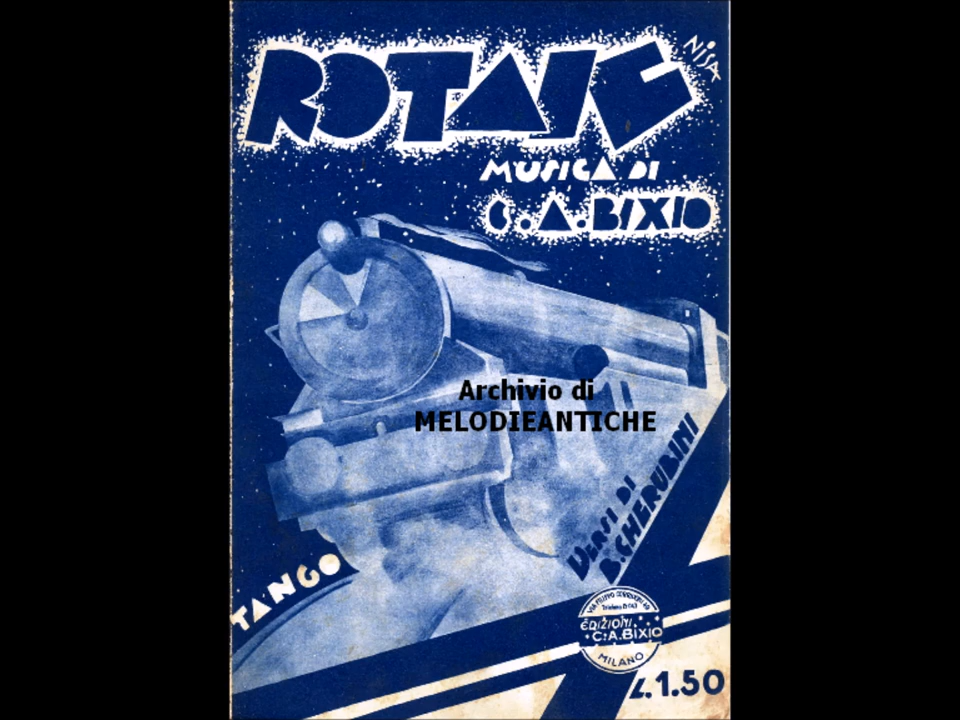 ROTAIE
NISA
MUSICA DI
C.A.BIXIO
Archivio di
MELODIEANTICHE
VERSI DI
B.CHERUBINI
TANGO
EDIZIONI
C.A.BIXIO
MILANO
L.1.50